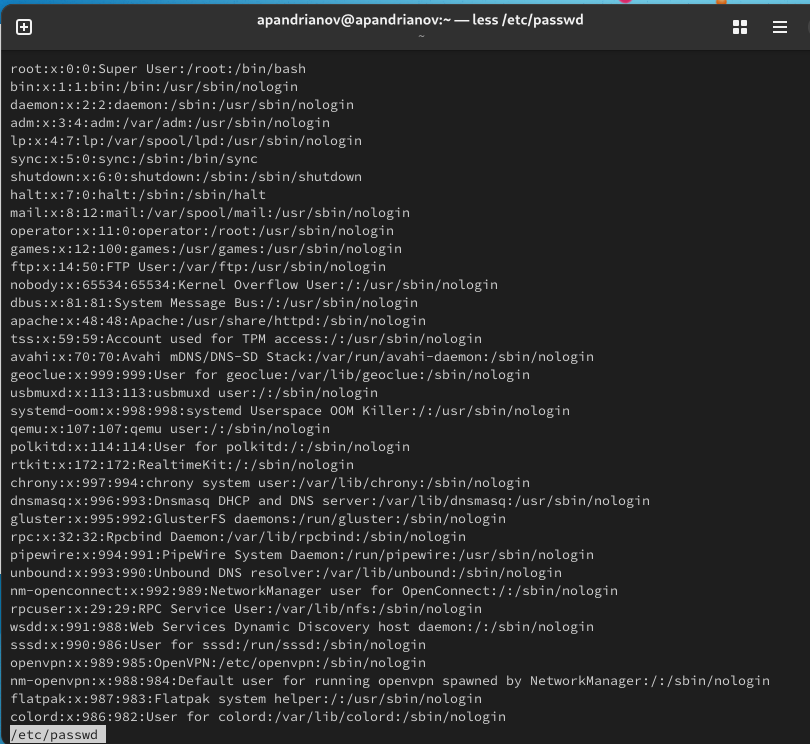 apandrianov@apandrianov:~ — less /etc/passwd
~
root:x:0:0:Super User:/root:/bin/bash
bin:x:1:1:bin:/bin:/usr/sbin/nologin
daemon:x:2:2:daemon:/sbin:/usr/sbin/nologin
adm:x:3:4:adm:/var/adm:/usr/sbin/nologin
lp:x:4:7:lp:/var/spool/lpd:/usr/sbin/nologin
sync:x:5:0:sync:/sbin:/bin/sync
shutdown:x:6:0:shutdown:/sbin:/sbin/shutdown
halt:x:7:0:halt:/sbin:/sbin/halt
mail:x:8:12:mail:/var/spool/mail:/usr/sbin/nologin
operator:x:11:0:operator:/root:/usr/sbin/nologin
games:x:12:100:games:/usr/games:/usr/sbin/nologin
ftp:x:14:50:FTP User:/var/ftp:/usr/sbin/nologin
nobody:x:65534:65534:Kernel Overflow User:/:/usr/sbin/nologin
dbus:x:81:81:System Message Bus:/:/usr/sbin/nologin
apache:x:48:48:Apache:/usr/share/httpd:/sbin/nologin
tss:x:59:59:Account used for TPM access:/:/usr/sbin/nologin
avahi:x:70:70:Avahi mDNS/DNS-SD Stack:/var/run/avahi-daemon:/sbin/nologin
geoclue:x:999:999:User for geoclue:/var/lib/geoclue:/sbin/nologin
usbmuxd:x:113:113:usbmuxd user:/:/sbin/nologin
systemd-oom:x:998:998:systemd Userspace OOM Killer:/:/usr/sbin/nologin
qemu:x:107:107:qemu user:/:/sbin/nologin
polkitd:x:114:114:User for polkitd:/:/sbin/nologin
rtkit:x:172:172:RealtimeKit:/:/sbin/nologin
chrony:x:997:994:chrony system user:/var/lib/chrony:/sbin/nologin
dnsmasq:x:996:993:Dnsmasq DHCP and DNS server:/var/lib/dnsmasq:/usr/sbin/nologin
gluster:x:995:992:GlusterFS daemons:/run/gluster:/sbin/nologin
rpc:x:32:32:Rpcbind Daemon:/var/lib/rpcbind:/sbin/nologin
pipewire:x:994:991:PipeWire System Daemon:/run/pipewire:/usr/sbin/nologin
unbound:x:993:990:Unbound DNS resolver:/var/lib/unbound:/sbin/nologin
nm-openconnect:x:992:989:NetworkManager user for OpenConnect:/:/sbin/nologin
rpcuser:x:29:29:RPC Service User:/var/lib/nfs:/sbin/nologin
wsdd:x:991:988:Web Services Dynamic Discovery host daemon:/:/sbin/nologin
sssd:x:990:986:User for sssd:/run/sssd:/sbin/nologin
openvpn:x:989:985:OpenVPN:/etc/openvpn:/sbin/nologin
nm-openvpn:x:988:984:Default user for running openvpn spawned by NetworkManager:/:/sbin/nologin
flatpak:x:987:983:Flatpak system helper:/:/usr/sbin/nologin
colord:x:986:982:User for colord:/var/lib/colord:/sbin/nologin
/etc/passwd